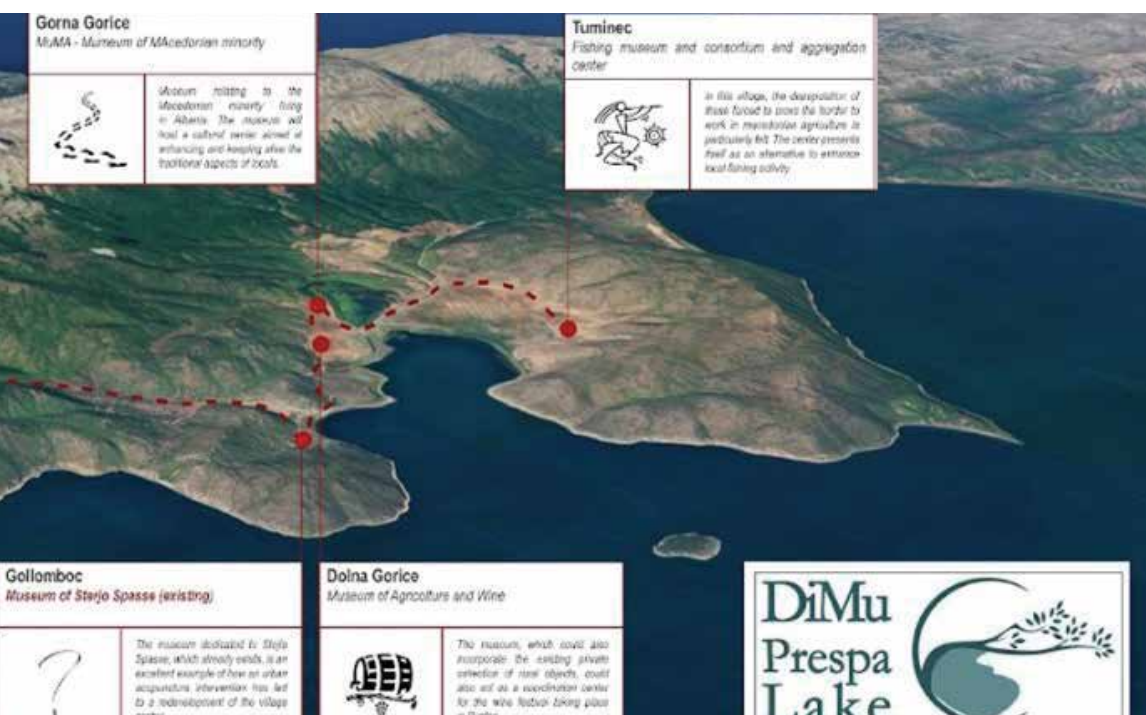 Gorna Gorice
MuMA - Mumeum of MAcedonian minority
Museum relating to the
Macedonian minority living
in Albania. The museum will
host a cultural center aimed at
enhancing and keeping alive the
traditional aspects of locals.
Tuminec
Fishing museum and consortium and aggregation
center
In this village, the
those forced to cross the border to
work in macedonian agriculture is
particularly felt. The center presents
itself as an alternative to enhance
local fishing activity
Gollomboc
Museum of Sterjo Spasse (existing)
The museum dedicated to Sterjo
Spasse, which already exists, is an
excellent example of how an urban
acupuncture intervention has led
to a redevelopment of the village
Dolna Gorice
Museum of Agricolture and Wine
The museum, which could also
incorporate the existing private
collection of rural objects, could
also act as a coordination center
for the wine festival taking place
DiMu
Prespa
Lake